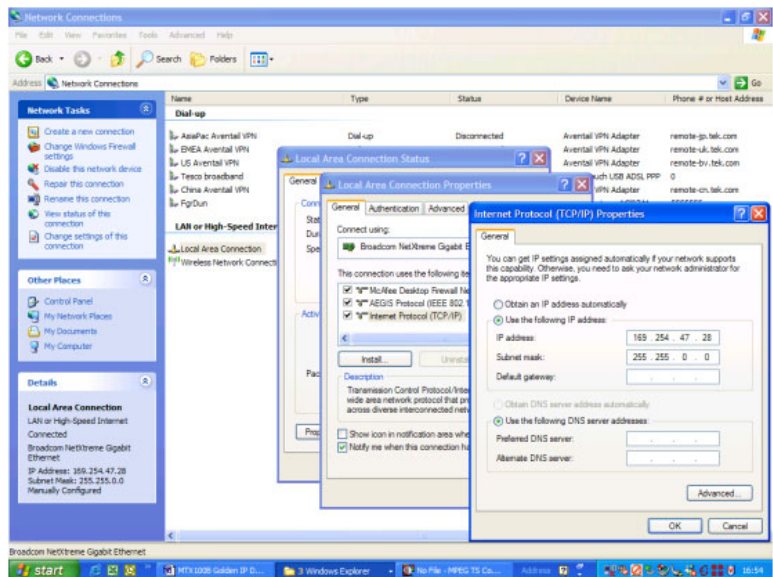 Network Connections
File Edit View Favorites Tools Advanced Help
Back Search Folders
Address Network Connections Go
Network Tasks
Create a new connection
Change Windows Firewall
settings
Disable this network device
Repair this connection
Rename this connection
View status of this
connection
Change settings of this
connection
Other Places
Control Panel
My Network Places
My Documents
My Computer
Details
Local Area Connection
LAN or High-Speed Internet
Connected
Broadcom NetXtreme Gigabit
Ethernet
IP Address: 169.254.47.28
Subnet Mask: 255.255.0.0
Manually Configured
Name Type Status Device Name Phone # or Host Address
Dial-up
AsiaPac Aventail VPN Dial-up Disconnected Aventail VPN Adapter remote-jp.tek.com
EMEA Aventail VPN Aventail VPN Adapter remote-uk.tek.com
US Aventail VPN Aventail VPN Adapter remote-bv.tek.com
Tesco broadband ouch USB ADSL PPP 0
China Aventail VPN VPN Adapter remote-cn.tek.com
FgrDun
LAN or High-Speed Inter
Local Area Connection
Wireless Network Connecti
Local Area Connection Status
General
Conn
Stat
Dur
Spe
Activ
Pac
Prop
Local Area Connection Properties
General Authentication Advanced
Connect using:
Broadcom NetXtreme Gigabit E
This connection uses the following ite
McAfee Desktop Firewall Ne
AEGIS Protocol (IEEE 802.1
Internet Protocol (TCP/IP)
Install... Uninstal
Description
Transmission Control Protocol/Inter
wide area network protocol that pro
across diverse interconnected netw
Show icon in notification area whe
Notify me when this connection ha
Internet Protocol (TCP/IP) Properties
General
You can get IP settings assigned automatically if your network supports
this capability. Otherwise, you need to ask your network administrator for
the appropriate IP settings.
Obtain an IP address automatically
Use the following IP address:
IP address: 169 . 254 . 47 . 28
Subnet mask: 255 . 255 . 0 . 0
Default gateway: . . .
Obtain DNS server address automatically
Use the following DNS server addresses:
Preferred DNS server: . . .
Alternate DNS server: . . .
Advanced...
OK Cancel
Broadcom NetXtreme Gigabit Ethernet
start MTX100B Golden IP D... 3 Windows Explorer No File - MPEG TS Co... Address 16:54